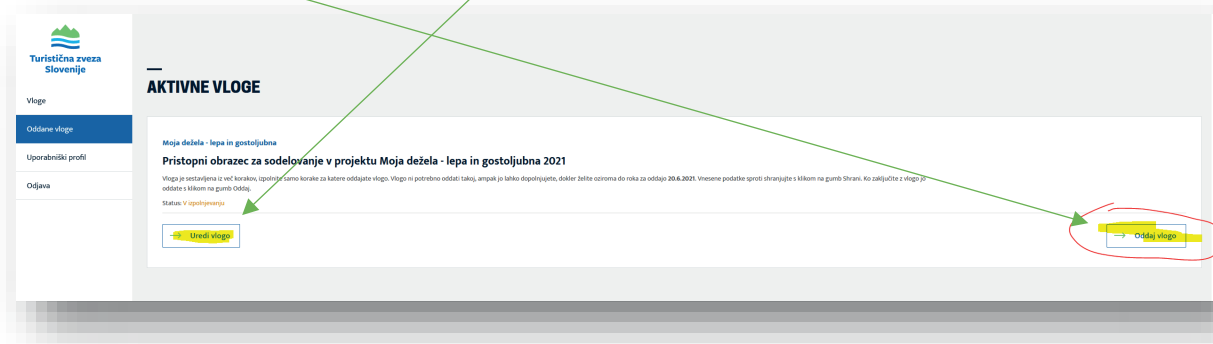 Turistična zveza
Slovenije
Vloge
Oddane vloge
Uporabniški profil
Odjava
AKTIVNE VLOGE
Moja dežela - lepa in gostoljubna
Pristopni obrazec za sodelovanje v projektu Moja dežela - lepa in gostoljubna 2021
Vloga je sestavljena iz več korakov, izpolnite samo korake za katere oddajate vlogo. Vlogo ni potrebno oddati takoj, ampak jo lahko dopolnjujete, dokler želite oziroma do roka za oddajo 20.6.2021. Vnesene podatke sproti shranjujte s klikom na gumb Shrani. Ko zaključite z vlogo jo
oddate s klikom na gumb Oddaj.
Status: V izpolnjevanju
→ Uredi vlogo
→ Oddaj vlogo